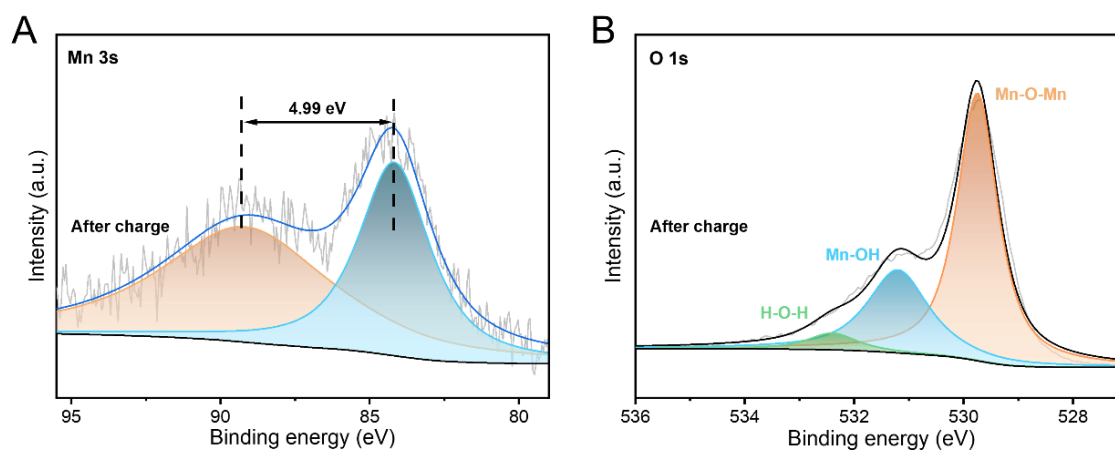 A
Mn 3s
4.99 eV
After charge
Intensity (a.u.)
95 90 85 80
Binding energy (eV)
B
O 1s
Mn-O-Mn
After charge
Mn-OH
H-O-H
Intensity (a.u.)
536 534 532 530 528
Binding energy (eV)